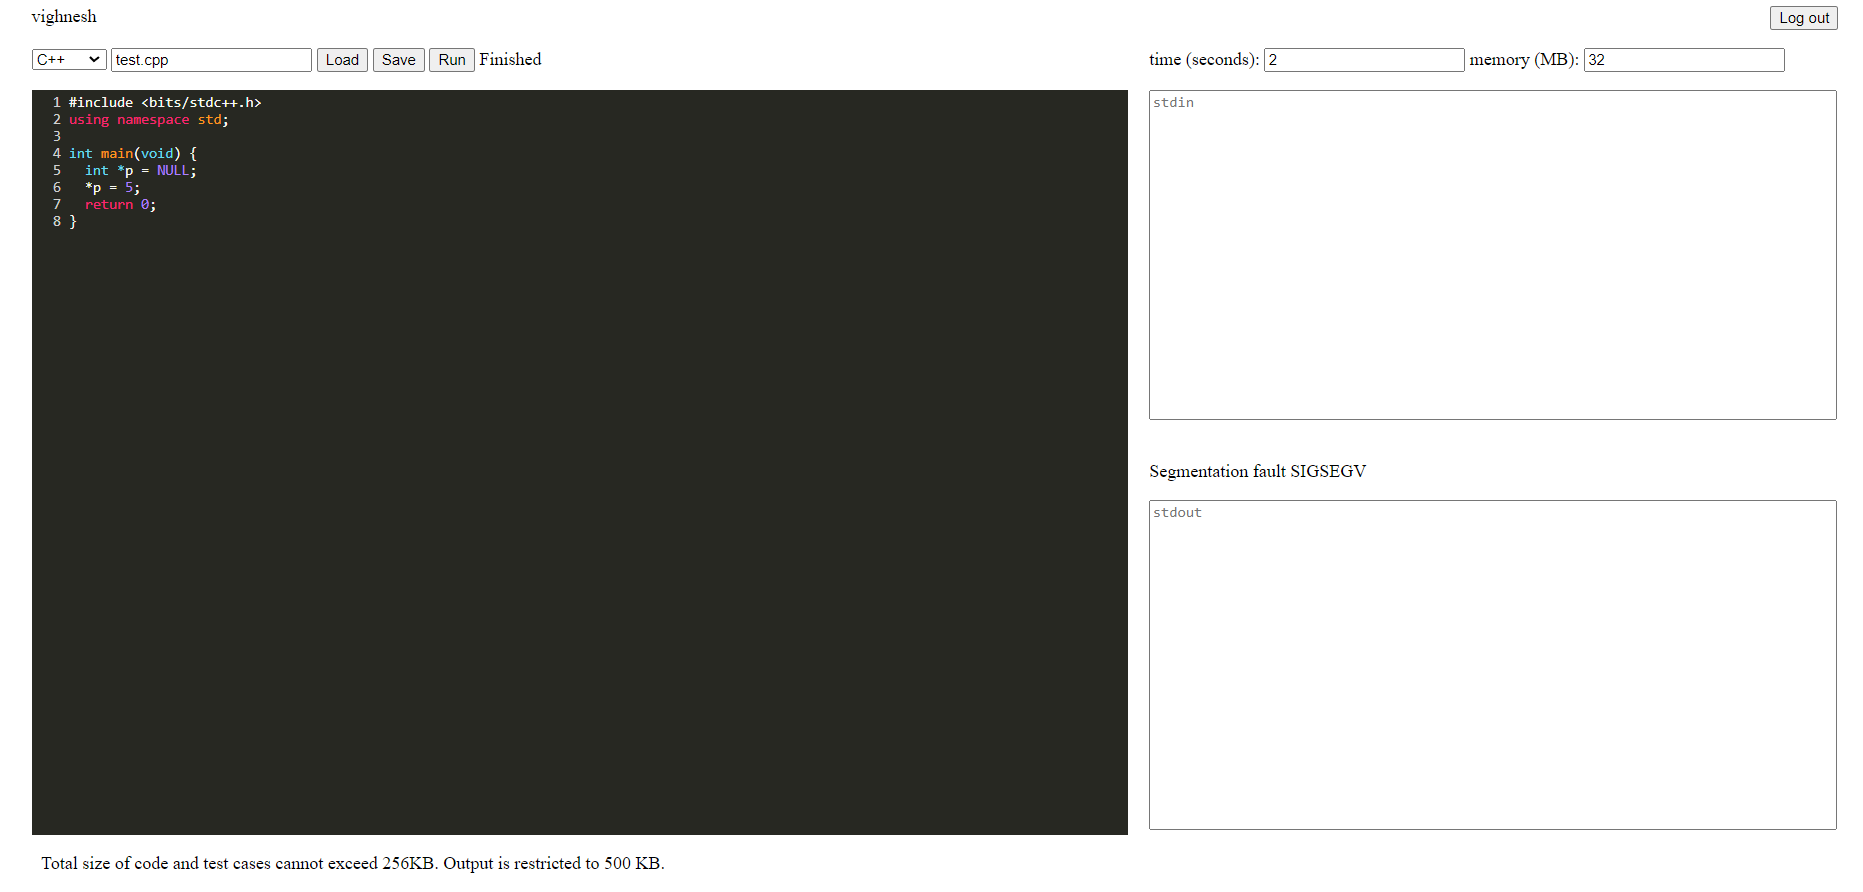 vighnesh
Log out
C++ test.cpp Load Save Run Finished
time (seconds): 2 memory (MB): 32
1 #include <bits/stdc++.h>
2 using namespace std;
3
4 int main(void) {
5   int *p = NULL;
6   *p = 5;
7   return 0;
8 }
stdin
Segmentation fault SIGSEGV
stdout
Total size of code and test cases cannot exceed 256KB. Output is restricted to 500 KB.